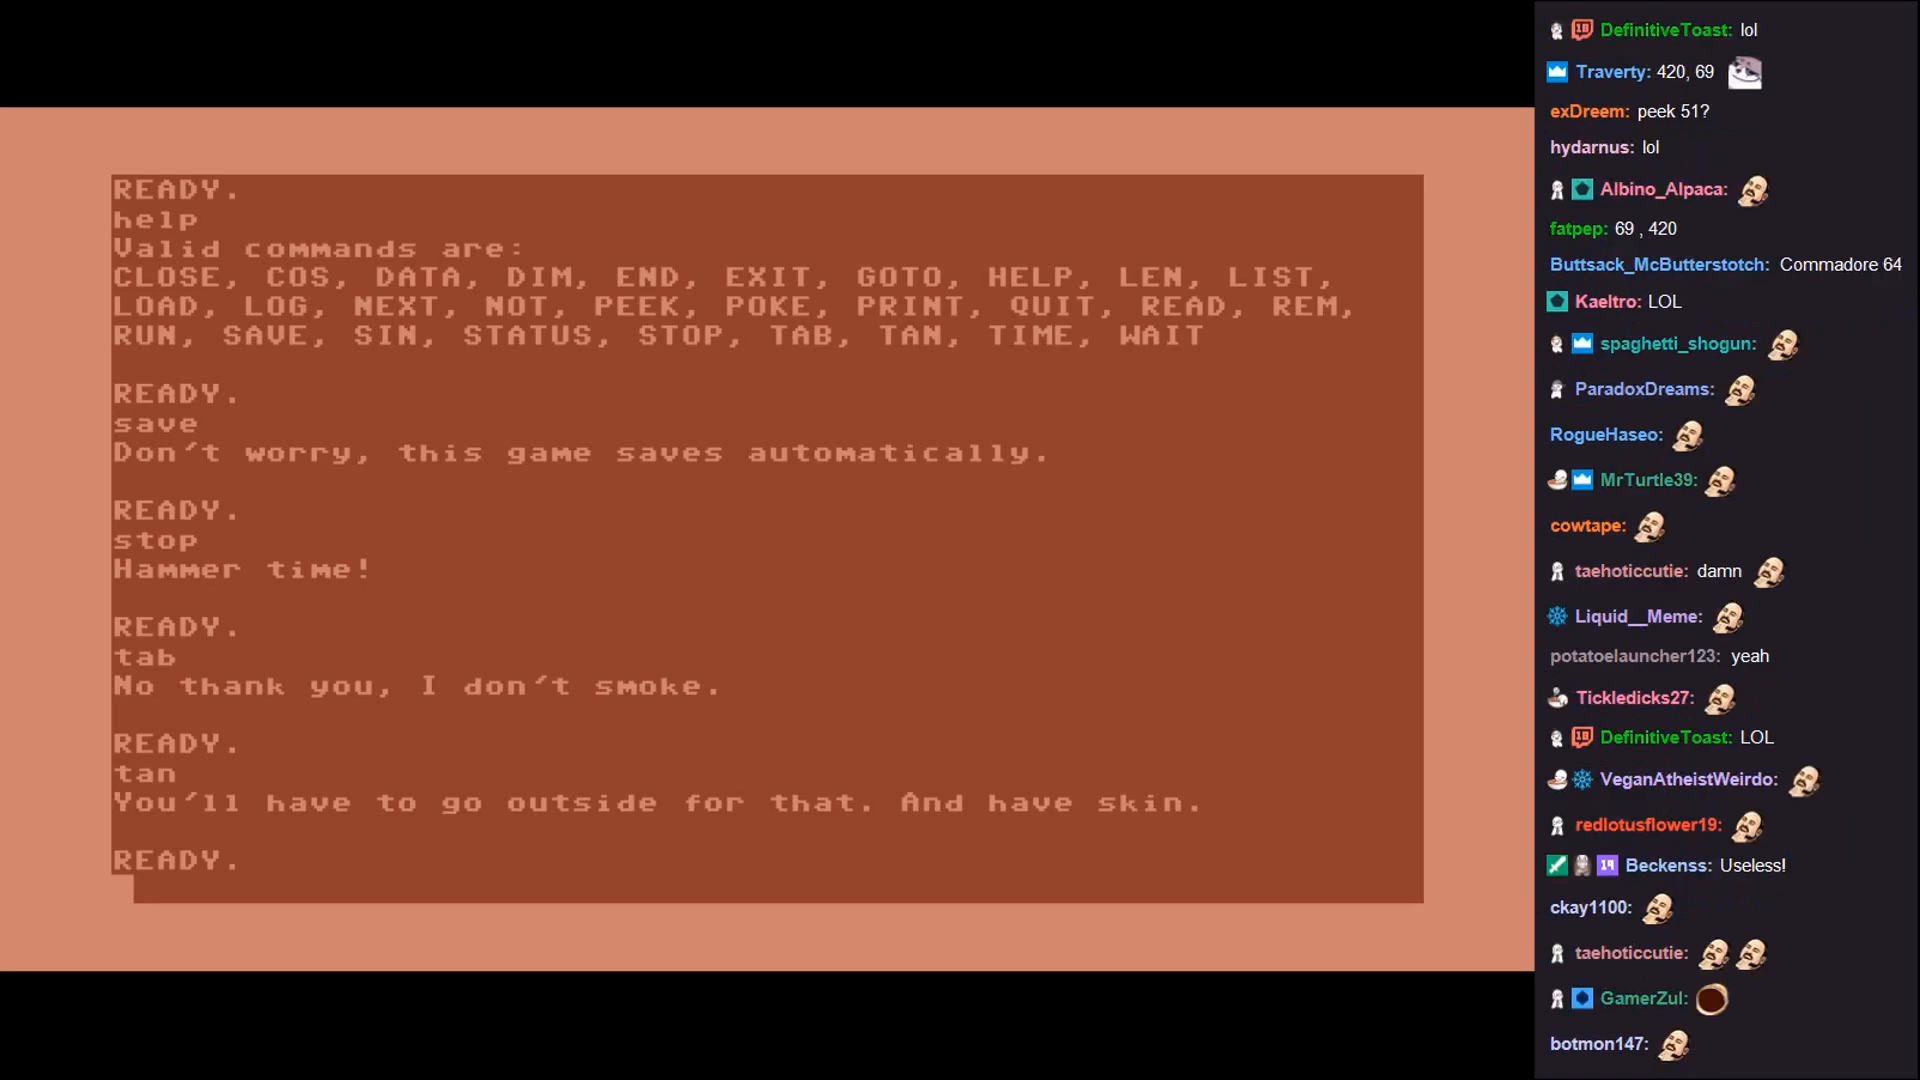 READY.
help
Valid commands are:
CLOSE, COS, DATA, DIM, END, EXIT, GOTO, HELP, LEN, LIST,
LOAD, LOG, NEXT, NOT, PEEK, POKE, PRINT, QUIT, READ, REM,
RUN, SAVE, SIN, STATUS, STOP, TAB, TAN, TIME, WAIT
READY.
save
Don't worry, this game saves automatically.
READY.
stop
Hammer time!
READY.
tab
No thank you, I don't smoke.
READY.
tan
You'll have to go outside for that. And have skin.
READY.
DefinitiveToast: lol
Traverty: 420, 69
exDreem: peek 51?
hydarnus: lol
Albino_Alpaca:
fatpep: 69 , 420
Buttsack_McButterstotch: Commadore 64
Kaeltro: LOL
spaghetti_shogun:
ParadoxDreams:
RogueHaseo:
MrTurtle39:
cowtape:
taehoticcutie: damn
Liquid__Meme:
potatoelauncher123: yeah
Tickledicks27:
DefinitiveToast: LOL
VeganAtheistWeirdo:
redlotusflower19:
Beckenss: Useless!
ckay1100:
taehoticcutie:
GamerZul:
botmon147: